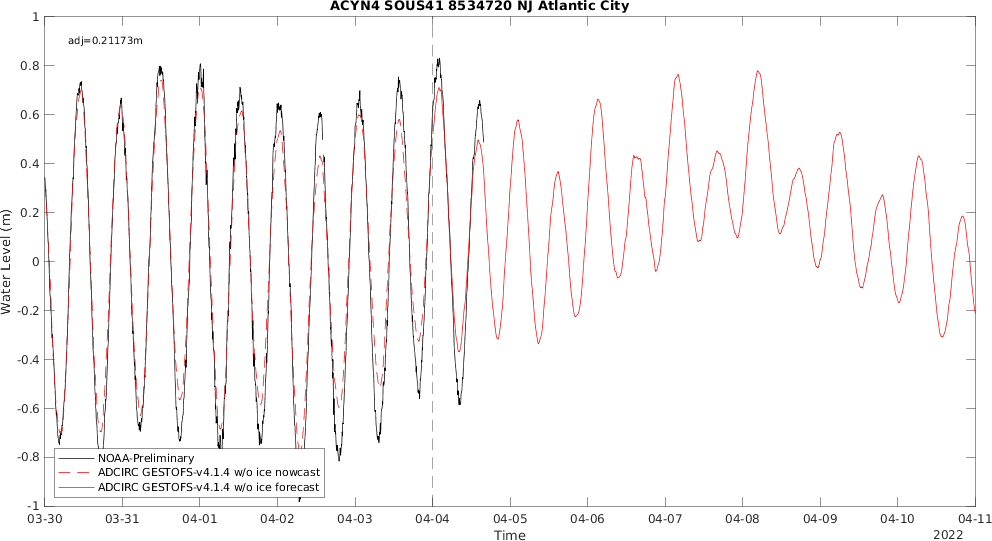 ACYN4 SOUS41 8534720 NJ Atlantic City
adj=0.21173m
1
0.8
0.6
0.4
0.2
0
-0.2
-0.4
-0.6
-0.8
-1
Water Level (m)
NOAA-Preliminary
ADCIRC GESTOFS-v4.1.4 w/o ice nowcast
ADCIRC GESTOFS-v4.1.4 w/o ice forecast
03-30 03-31 04-01 04-02 04-03 04-04 04-05 04-06 04-07 04-08 04-09 04-10 04-11
Time
2022